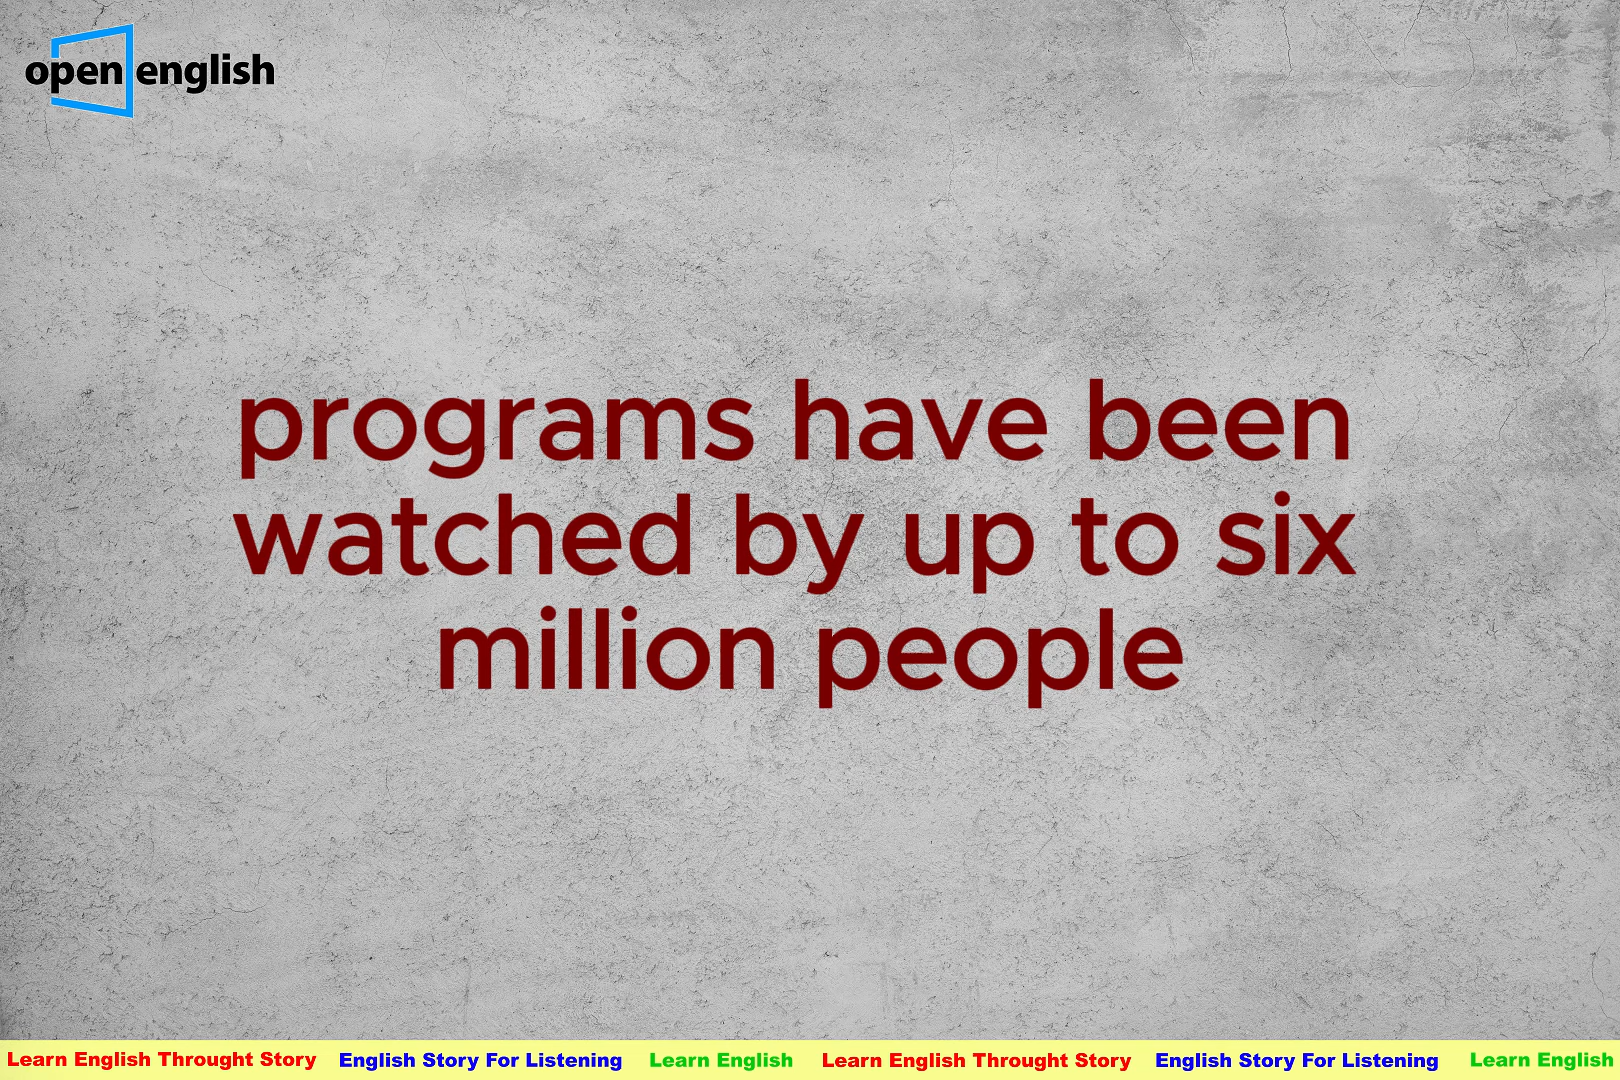 open english
programs have been
watched by up to six
million people
Learn English Throught Story English Story For Listening Learn English Learn English Throught Story English Story For Listening Learn English